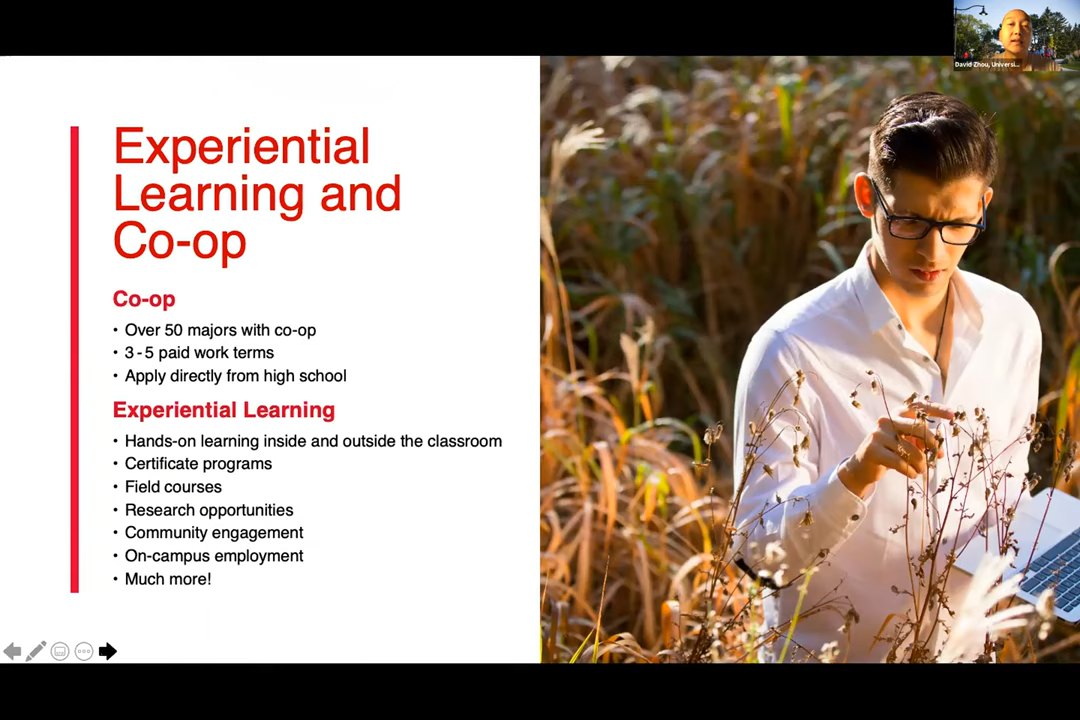 David Zhou, Universi...
Experiential
Learning and
Co-op
Co-op
• Over 50 majors with co-op
• 3 - 5 paid work terms
• Apply directly from high school
Experiential Learning
• Hands-on learning inside and outside the classroom
• Certificate programs
• Field courses
• Research opportunities
• Community engagement
• On-campus employment
• Much more!